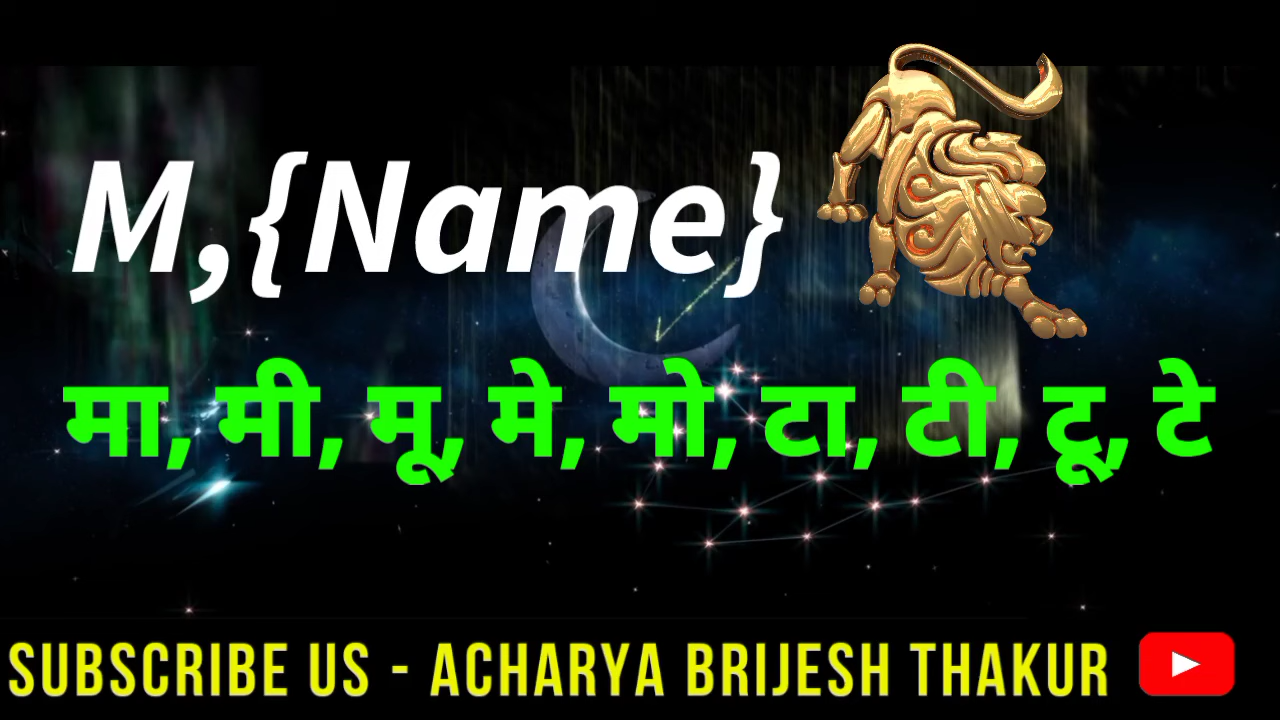 M,{Name}
मा, मी, मू, मे, मो, टा, टी, टू, टे
SUBSCRIBE US - ACHARYA BRIJESH THAKUR